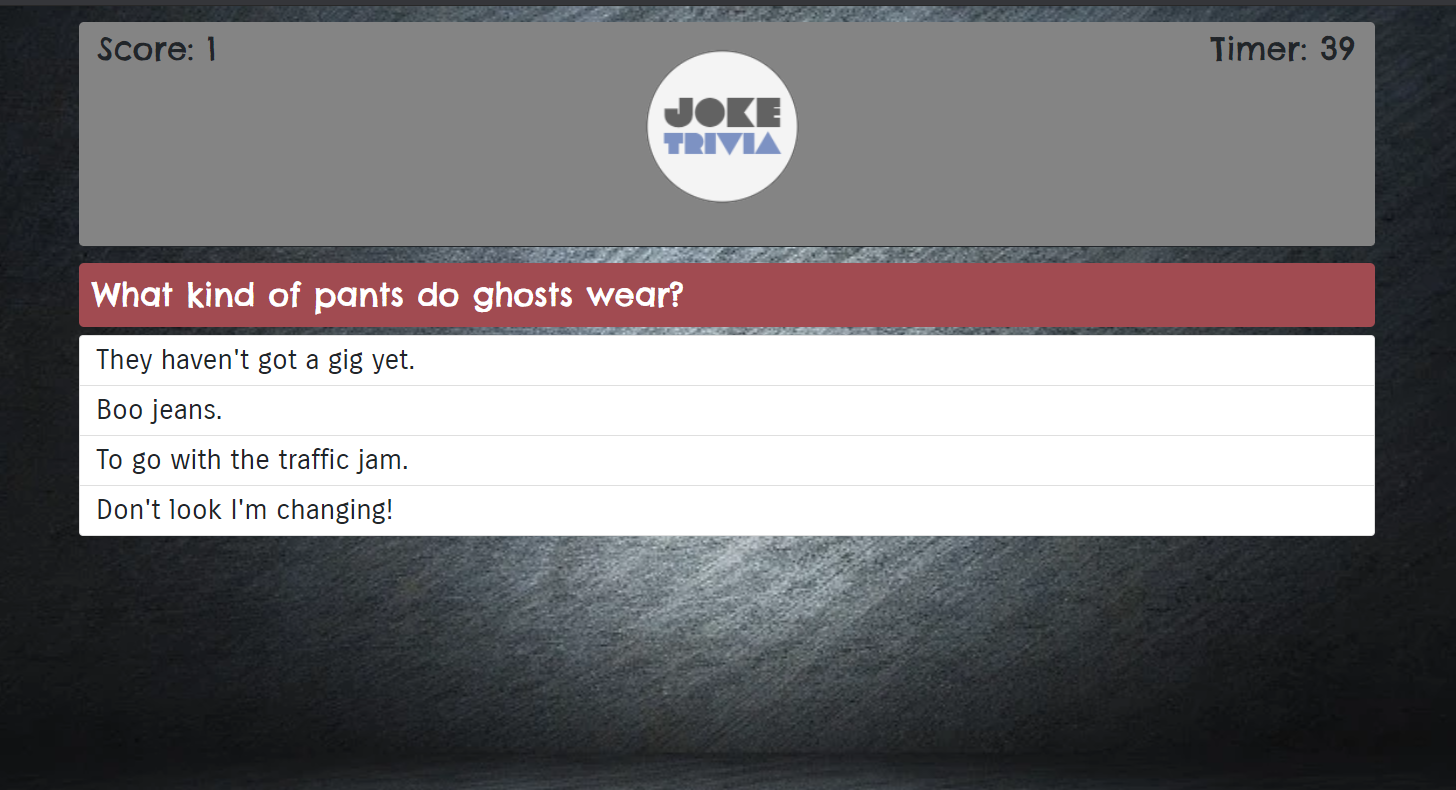 Score: 1
Timer: 39
JOKE
TRIVIA
What kind of pants do ghosts wear?
They haven't got a gig yet.
Boo jeans.
To go with the traffic jam.
Don't look I'm changing!